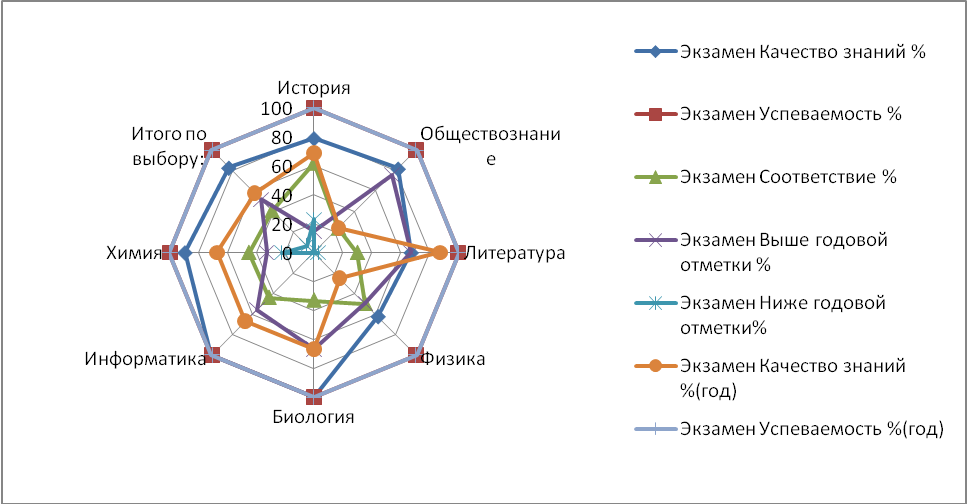 История
100
80
60
40
20
0
Обществознани
е
Литература
Физика
Биология
Информатика
Химия
Итого по
выбору:
Экзамен Качество знаний %
Экзамен Успеваемость %
Экзамен Соответствие %
Экзамен Выше годовой
отметки %
Экзамен Ниже годовой
отметки%
Экзамен Качество знаний
%(год)
Экзамен Успеваемость %(год)